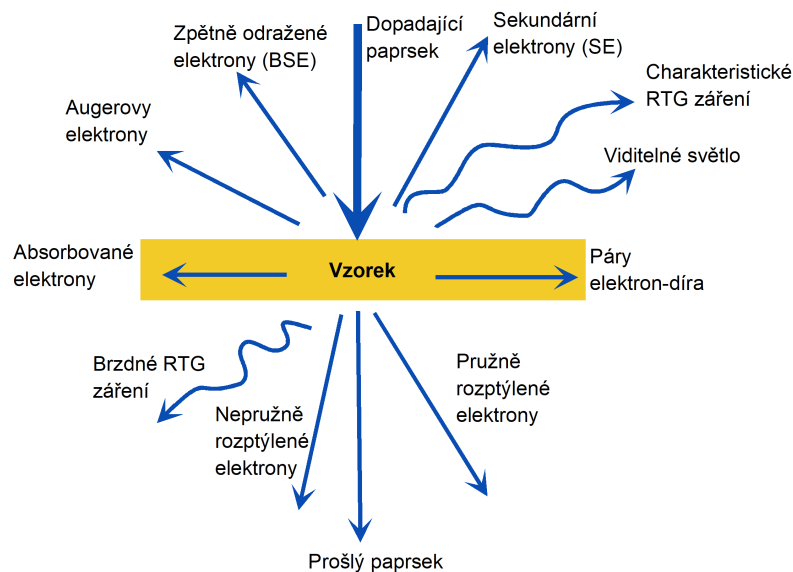 Zpětně odražené
elektrony (BSE)
Dopadající
paprsek
Sekundární
elektrony (SE)
Charakteristické
RTG záření
Augerovy
elektrony
Viditelné světlo
Absorbované
elektrony
Vzorek
Páry
elektron-díra
Brzdné RTG
záření
Nepružně
rozptýlené
elektrony
Pružně
rozptýlené
elektrony
Prošlý paprsek